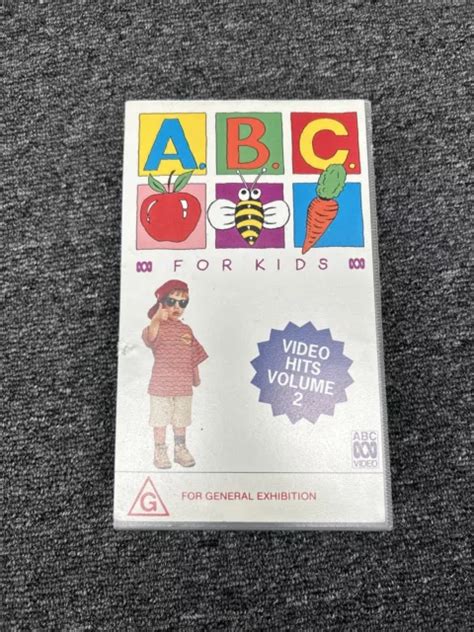 A. B. C.
FOR KIDS
VIDEO
HITS
VOLUME
2
ABC
VIDEO
G
FOR GENERAL EXHIBITION